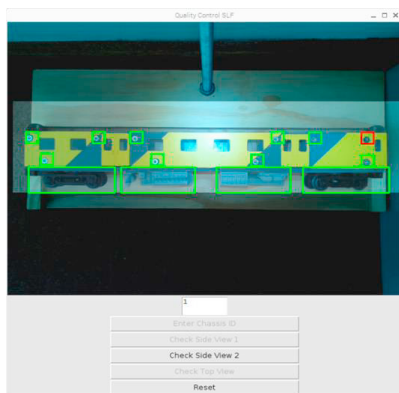 Quality Control SLF
1
Enter Chassis ID
Check Side View 1
Check Side View 2
Check Top View
Reset